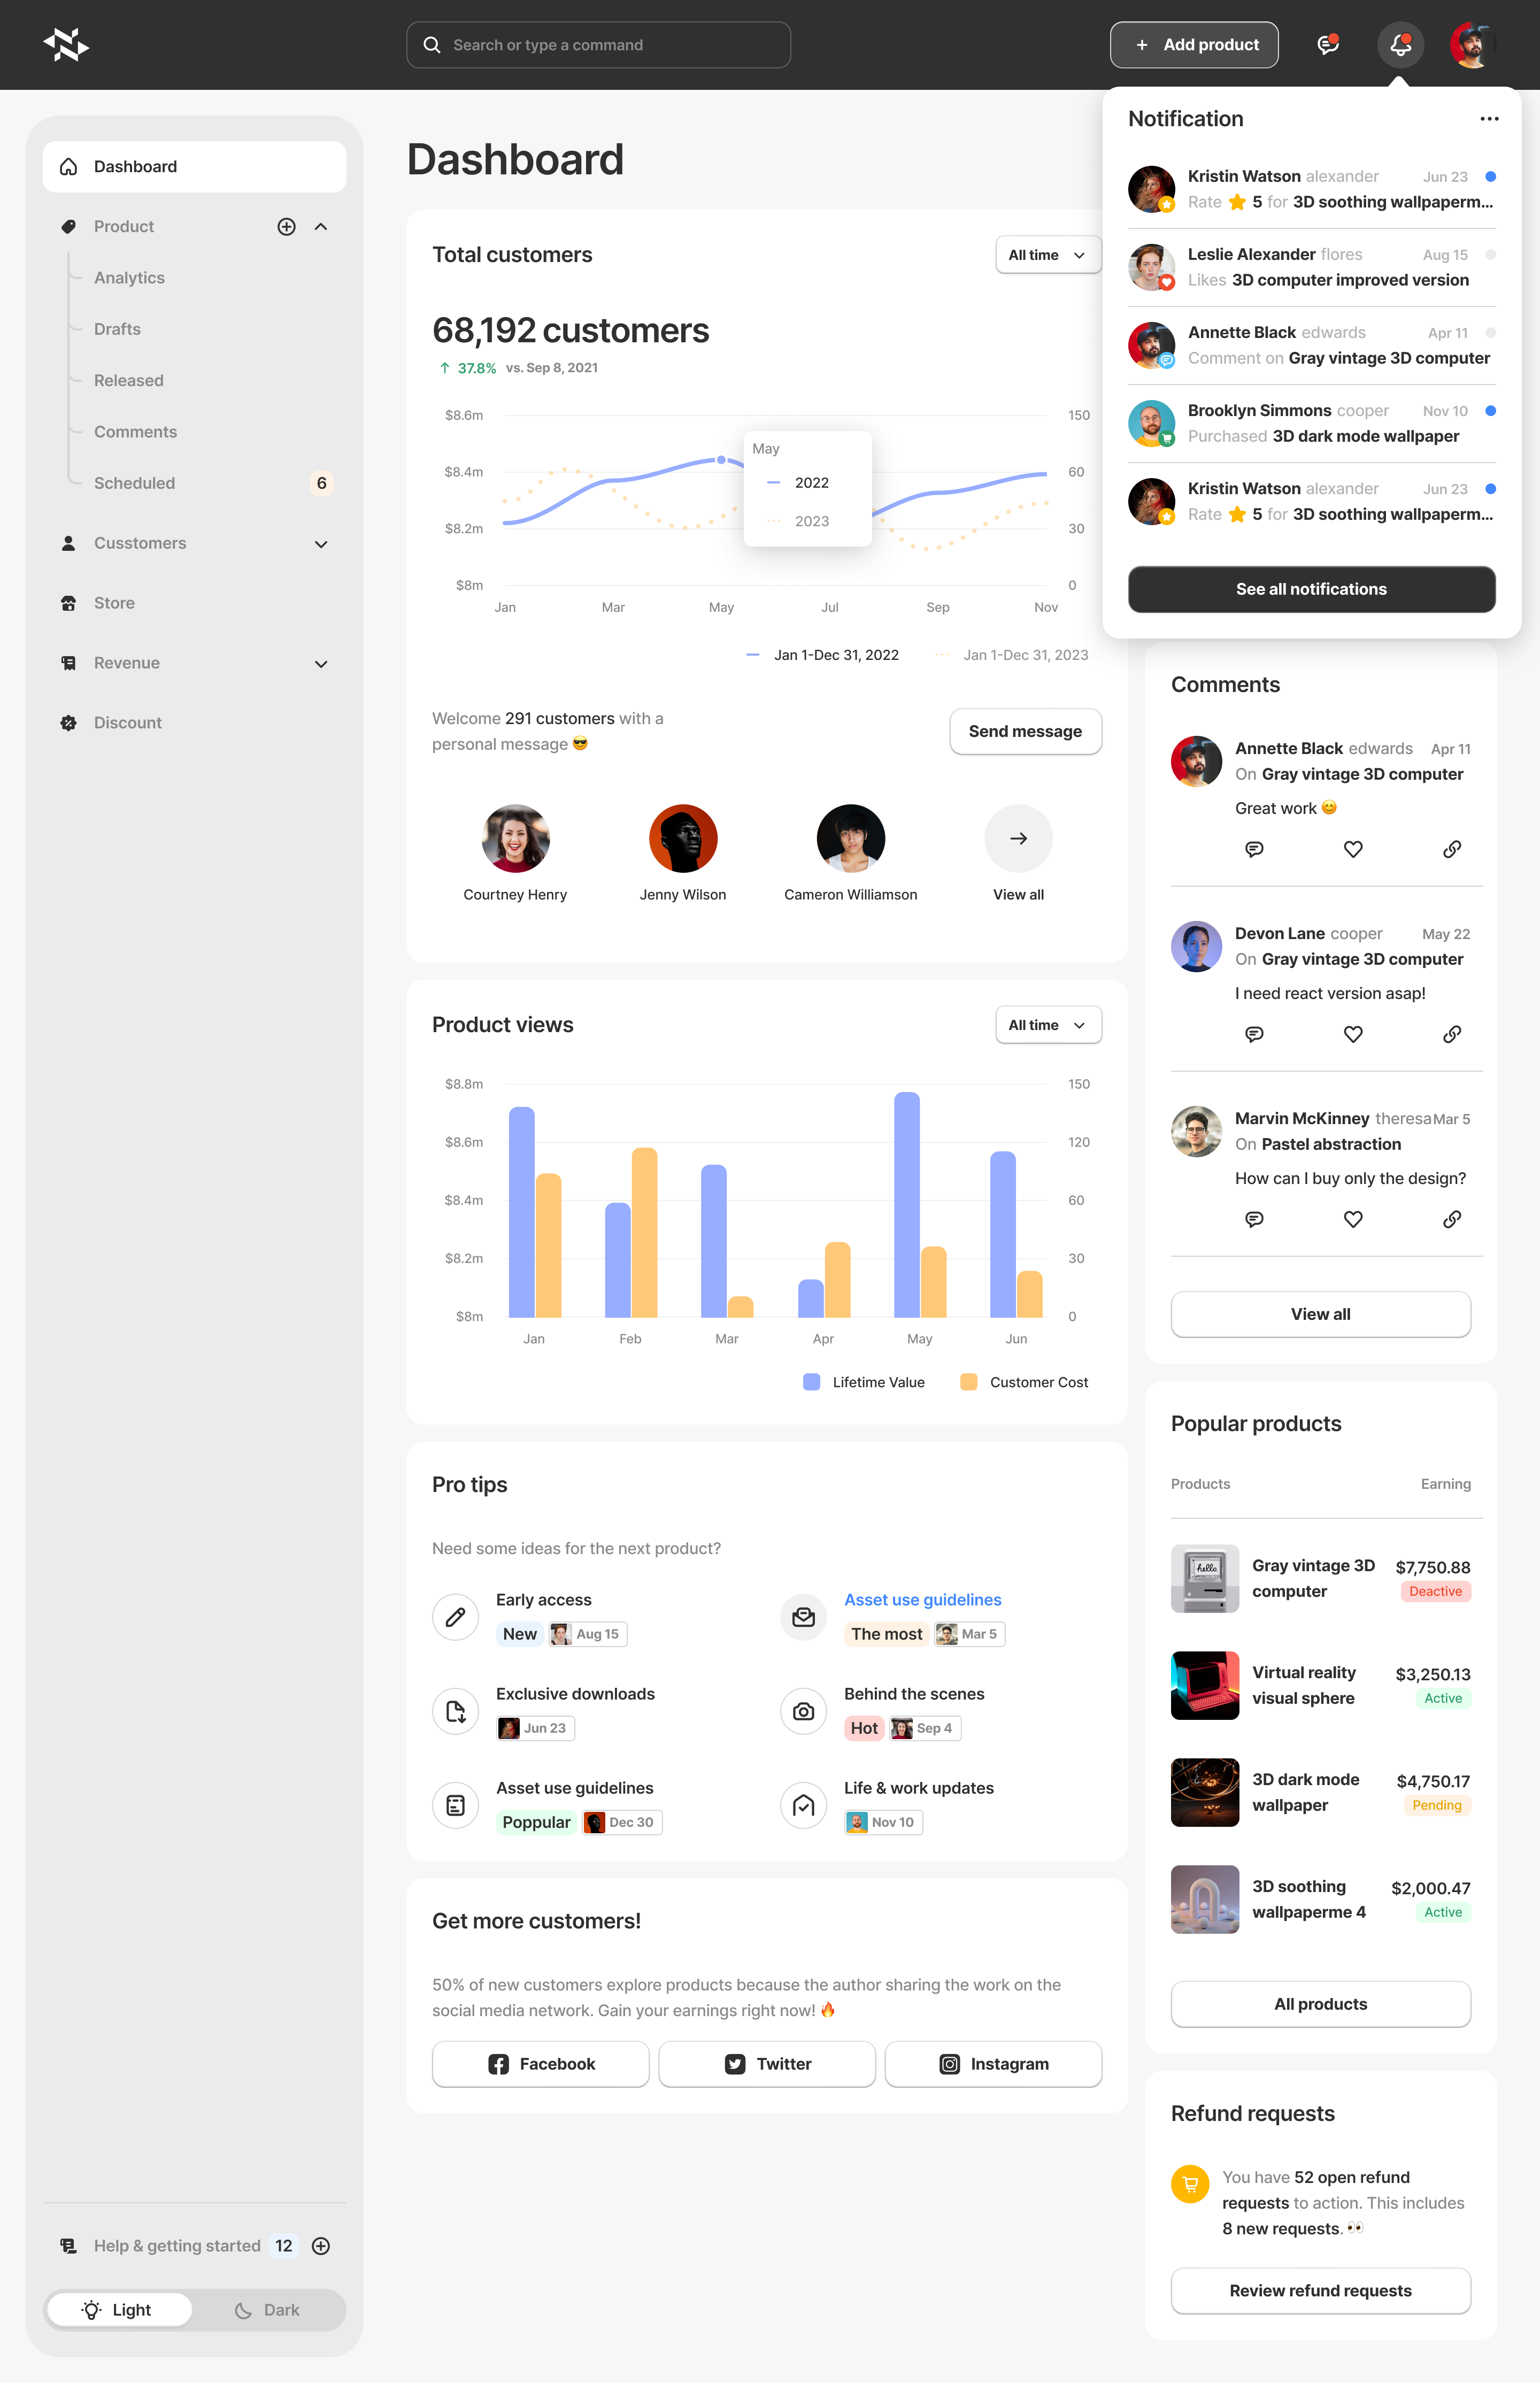 Search or type a command
Add product
Dashboard
Product
Analytics
Drafts
Released
Comments
Scheduled
6
Cusstomers
Store
Revenue
Discount
Help & getting started
12
Light
Dark
Dashboard
Total customers
All time
68,192 customers
37.8% vs. Sep 8, 2021
$8.6m
$8.4m
$8.2m
$8m
150
60
30
0
May
2022
2023
Jan
Mar
May
Jul
Sep
Nov
Jan 1-Dec 31, 2022
Jan 1-Dec 31, 2023
Welcome 291 customers with a
personal message 😎
Send message
Courtney Henry
Jenny Wilson
Cameron Williamson
View all
Product views
All time
$8.8m
$8.6m
$8.4m
$8.2m
$8m
150
120
60
30
0
Jan
Feb
Mar
Apr
May
Jun
Lifetime Value
Customer Cost
Pro tips
Need some ideas for the next product?
Early access
New
Aug 15
Asset use guidelines
The most
Mar 5
Exclusive downloads
Jun 23
Behind the scenes
Hot
Sep 4
Asset use guidelines
Poppular
Dec 30
Life & work updates
Nov 10
Get more customers!
50% of new customers explore products because the author sharing the work on the
social media network. Gain your earnings right now! 🔥
Facebook
Twitter
Instagram
Notification
Kristin Watson alexander Jun 23
Rate ⭐ 5 for 3D soothing wallpaperm...
Leslie Alexander flores Aug 15
Likes 3D computer improved version
Annette Black edwards Apr 11
Comment on Gray vintage 3D computer
Brooklyn Simmons cooper Nov 10
Purchased 3D dark mode wallpaper
Kristin Watson alexander Jun 23
Rate ⭐ 5 for 3D soothing wallpaperm...
See all notifications
Comments
Annette Black edwards Apr 11
On Gray vintage 3D computer
Great work 😊
Devon Lane cooper May 22
On Gray vintage 3D computer
I need react version asap!
Marvin McKinney theresa Mar 5
On Pastel abstraction
How can I buy only the design?
View all
Popular products
Products
Earning
hello.
Gray vintage 3D
computer
$7,750.88
Deactive
Virtual reality
visual sphere
$3,250.13
Active
3D dark mode
wallpaper
$4,750.17
Pending
3D soothing
wallpaperme 4
$2,000.47
Active
All products
Refund requests
You have 52 open refund
requests to action. This includes
8 new requests. 👀
Review refund requests